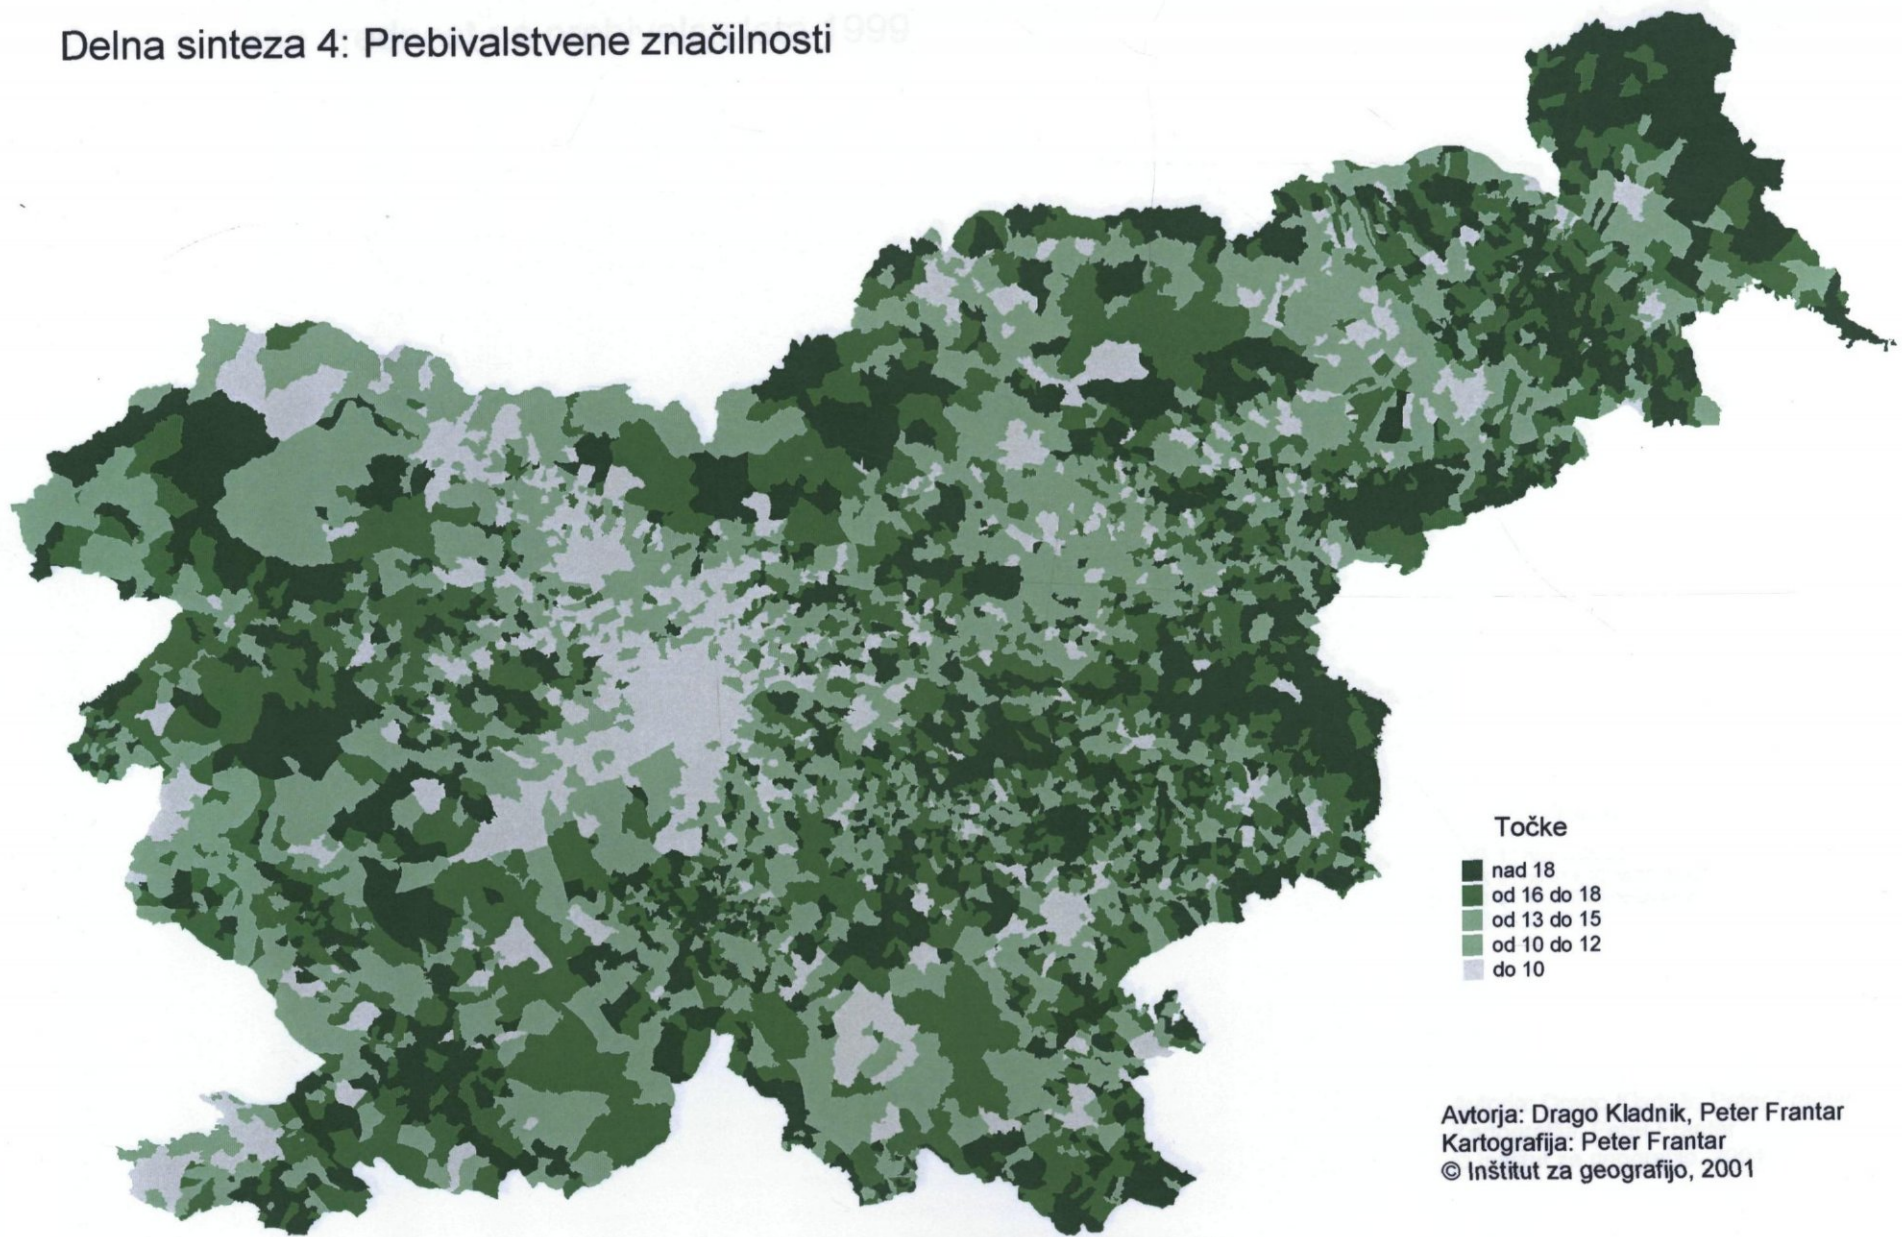 Delna sinteza 4: Prebivalstvene značilnosti
Točke
nad 18
od 16 do 18
od 13 do 15
od 10 do 12
do 10
Avtorja: Drago Kladnik, Peter Frantar
Kartografija: Peter Frantar
© Inštitut za geografijo, 2001